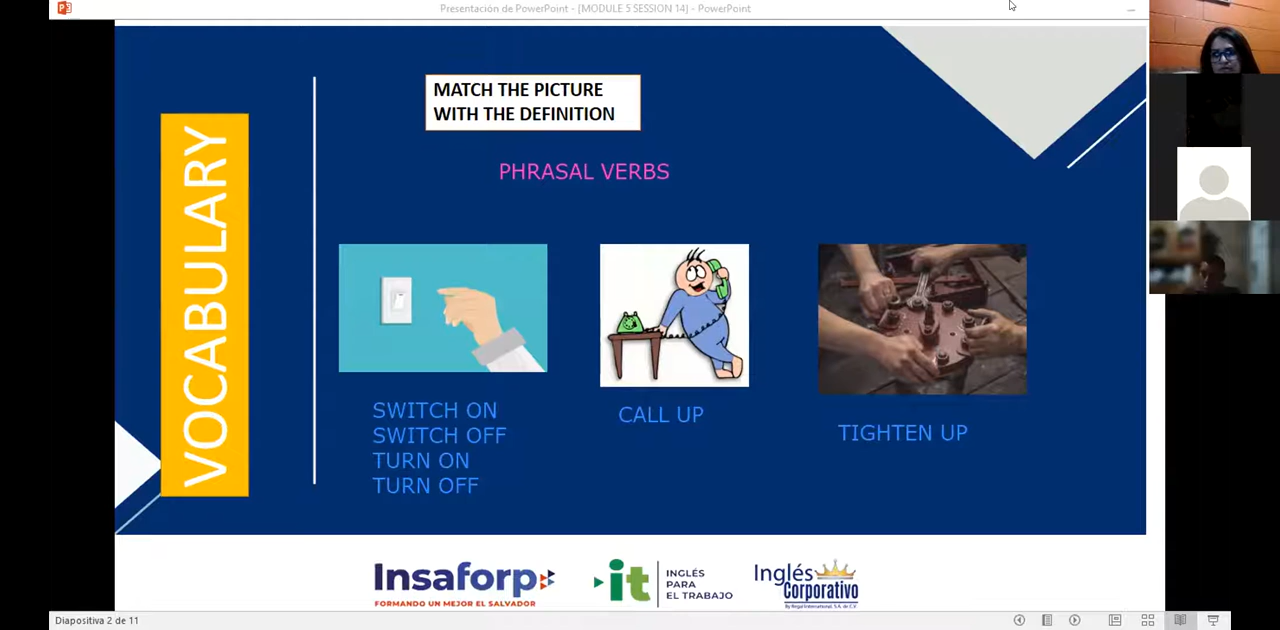 Presentación de PowerPoint - [MODULE 5 SESSION 14] - PowerPoint
MATCH THE PICTURE
WITH THE DEFINITION
PHRASAL VERBS
VOCABULARY
SWITCH ON
SWITCH OFF
TURN ON
TURN OFF
CALL UP
TIGHTEN UP
Insaforp
FORMANDO UN MEJOR EL SALVADOR
it
INGLÉS
PARA
EL TRABAJO
Inglés
Corporativo
by Regal International, S.A. de C.V.
Diapositiva 2 de 11